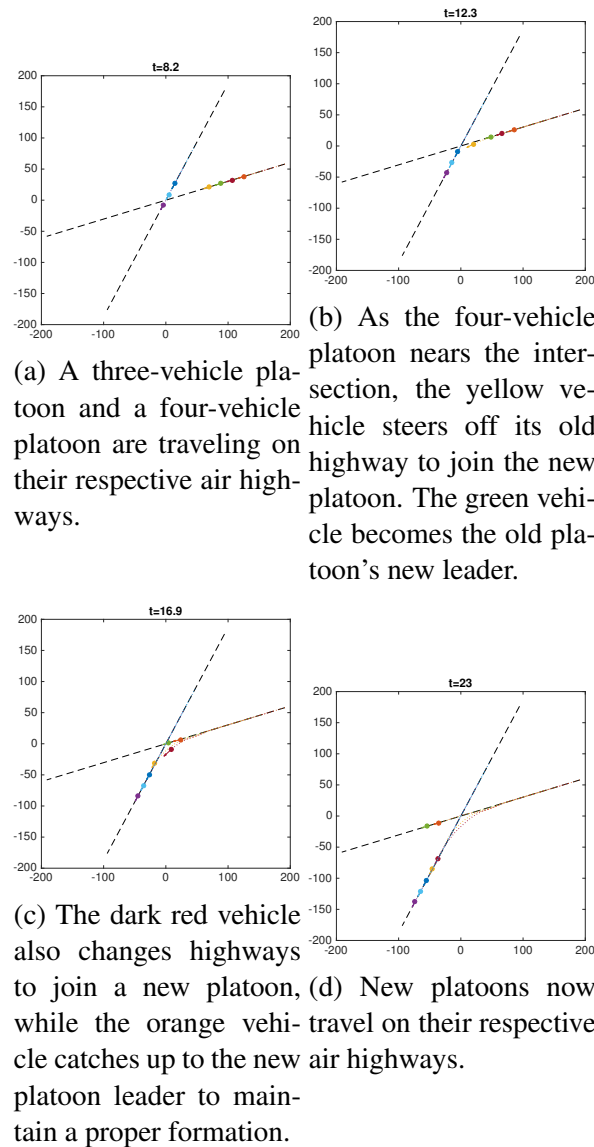 t=8.2
200
150
100
50
0
-50
-100
-150
-200
-200 -100 0 100 200
(a) A three-vehicle pla-
toon and a four-vehicle
platoon are traveling on
their respective air high-
ways.
t=12.3
200
150
100
50
0
-50
-100
-150
-200
-200 -100 0 100 200
(b) As the four-vehicle
platoon nears the inter-
section, the yellow ve-
hicle steers off its old
highway to join the new
platoon. The green vehi-
cle becomes the old pla-
toon's new leader.
t=16.9
200
150
100
50
0
-50
-100
-150
-200
-200 -100 0 100 200
(c) The dark red vehicle
also changes highways
to join a new platoon,
while the orange vehi-
cle catches up to the new
platoon leader to main-
tain a proper formation.
t=23
200
150
100
50
0
-50
-100
-150
-200
-200 -100 0 100 200
(d) New platoons now
travel on their respective
air highways.